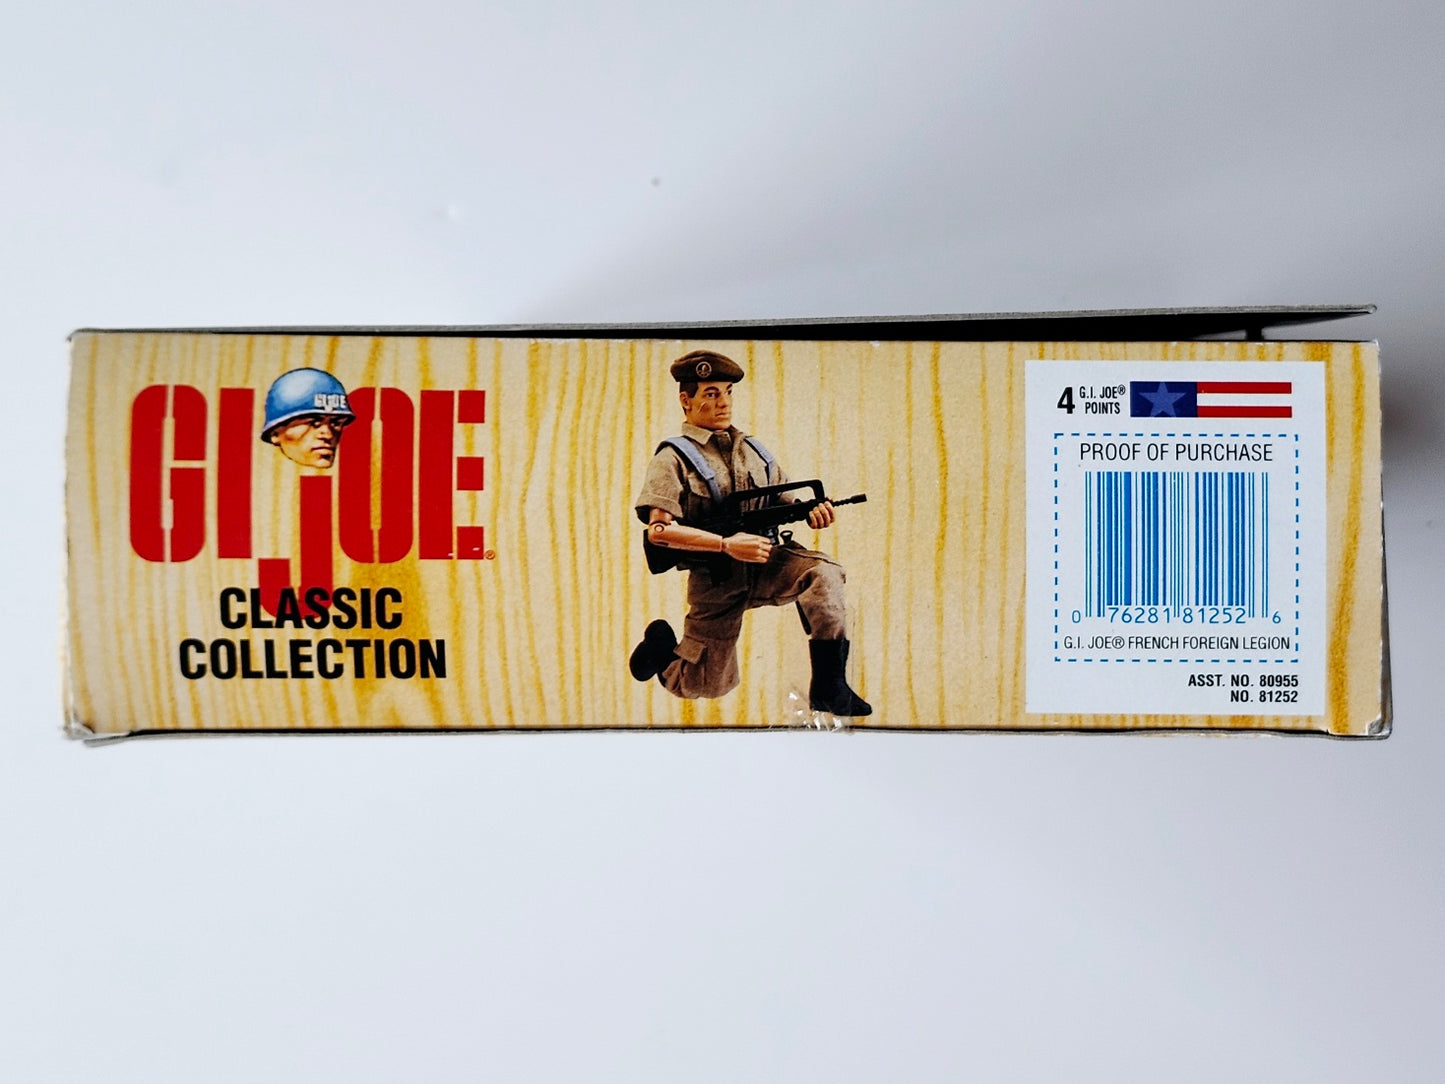 GI JOE®
CLASSIC
COLLECTION
GI JOE
4 G.I. JOE®
POINTS
PROOF OF PURCHASE
0 76281 81252 6
G.I. JOE® FRENCH FOREIGN LEGION
ASST. NO. 80955
NO. 81252